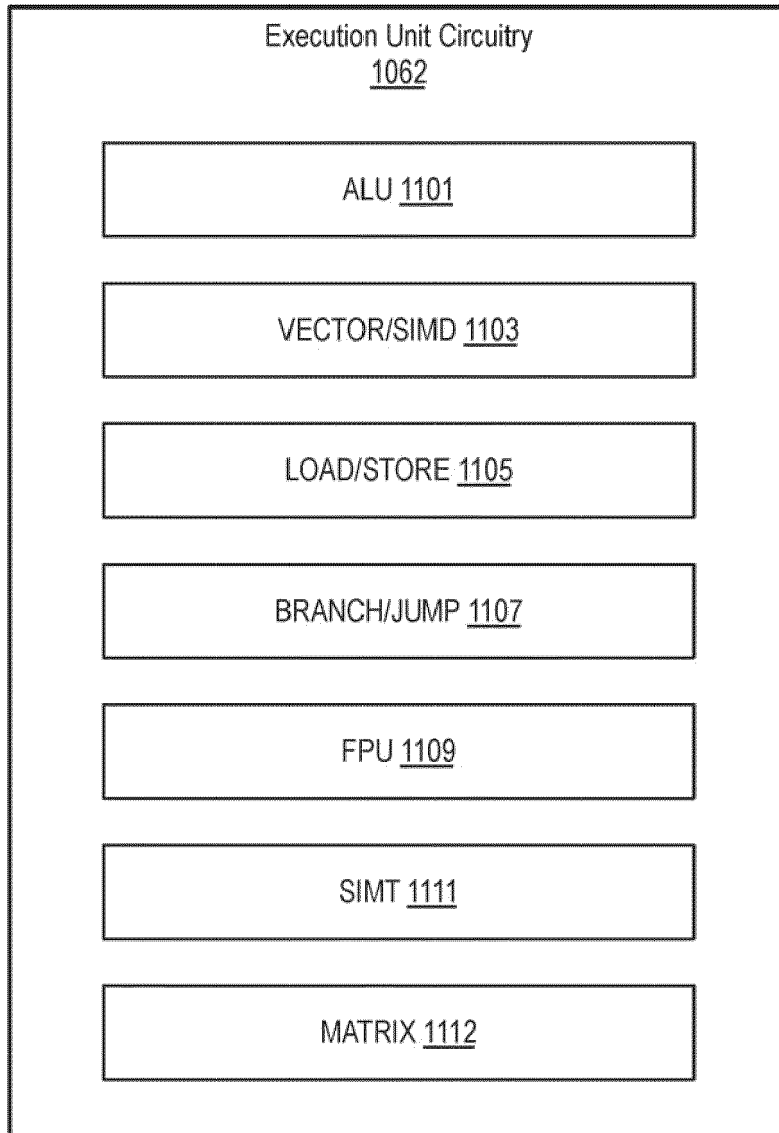 Execution Unit Circuitry
1062
ALU 1101
VECTOR/SIMD 1103
LOAD/STORE 1105
BRANCH/JUMP 1107
FPU 1109
SIMT 1111
MATRIX 1112